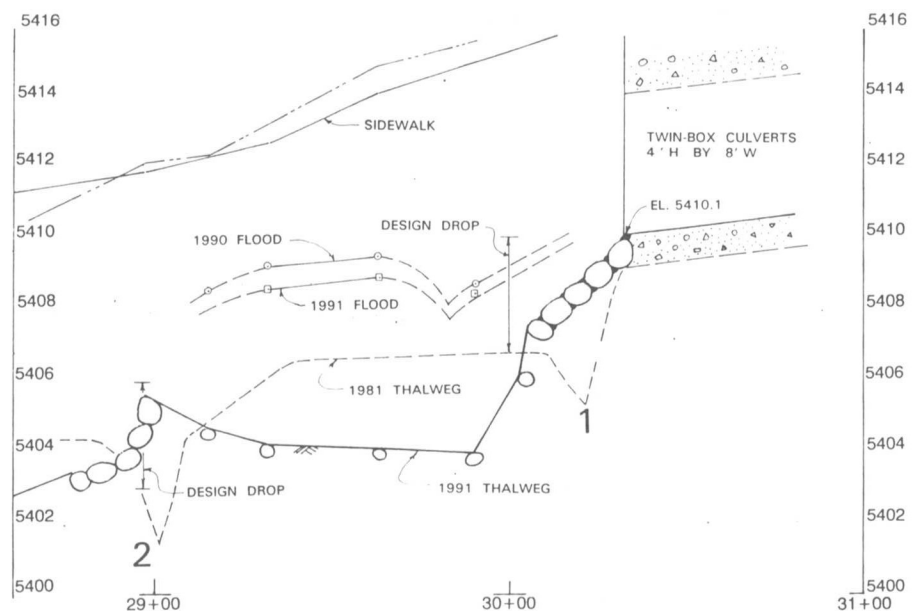 5416
5416
5414
5414
SIDEWALK
TWIN-BOX CULVERTS
4' H BY 8' W
5412
5412
EL. 5410.1
DESIGN DROP
5410
5410
1990 FLOOD
5408
5408
1991 FLOOD
5406
5406
1981 THALWEG
1
5404
5404
DESIGN DROP
1991 THALWEG
5402
5402
2
5400
5400
29+00
30+00
31+00